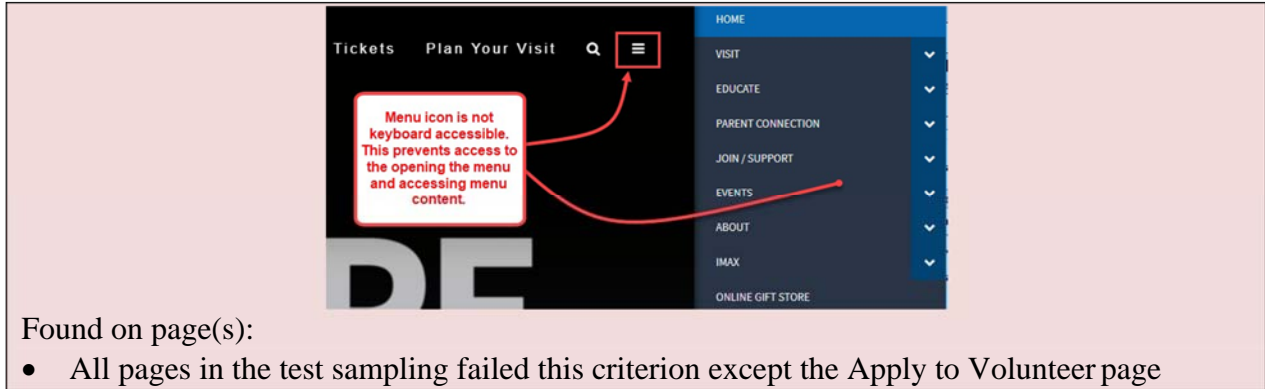 Tickets Plan Your Visit
Menu icon is not
keyboard accessible.
This prevents access to
the opening the menu
and accessing menu
content.
HOME
VISIT
EDUCATE
PARENT CONNECTION
JOIN / SUPPORT
EVENTS
ABOUT
IMAX
ONLINE GIFT STORE
Found on page(s):
• All pages in the test sampling failed this criterion except the Apply to Volunteer page